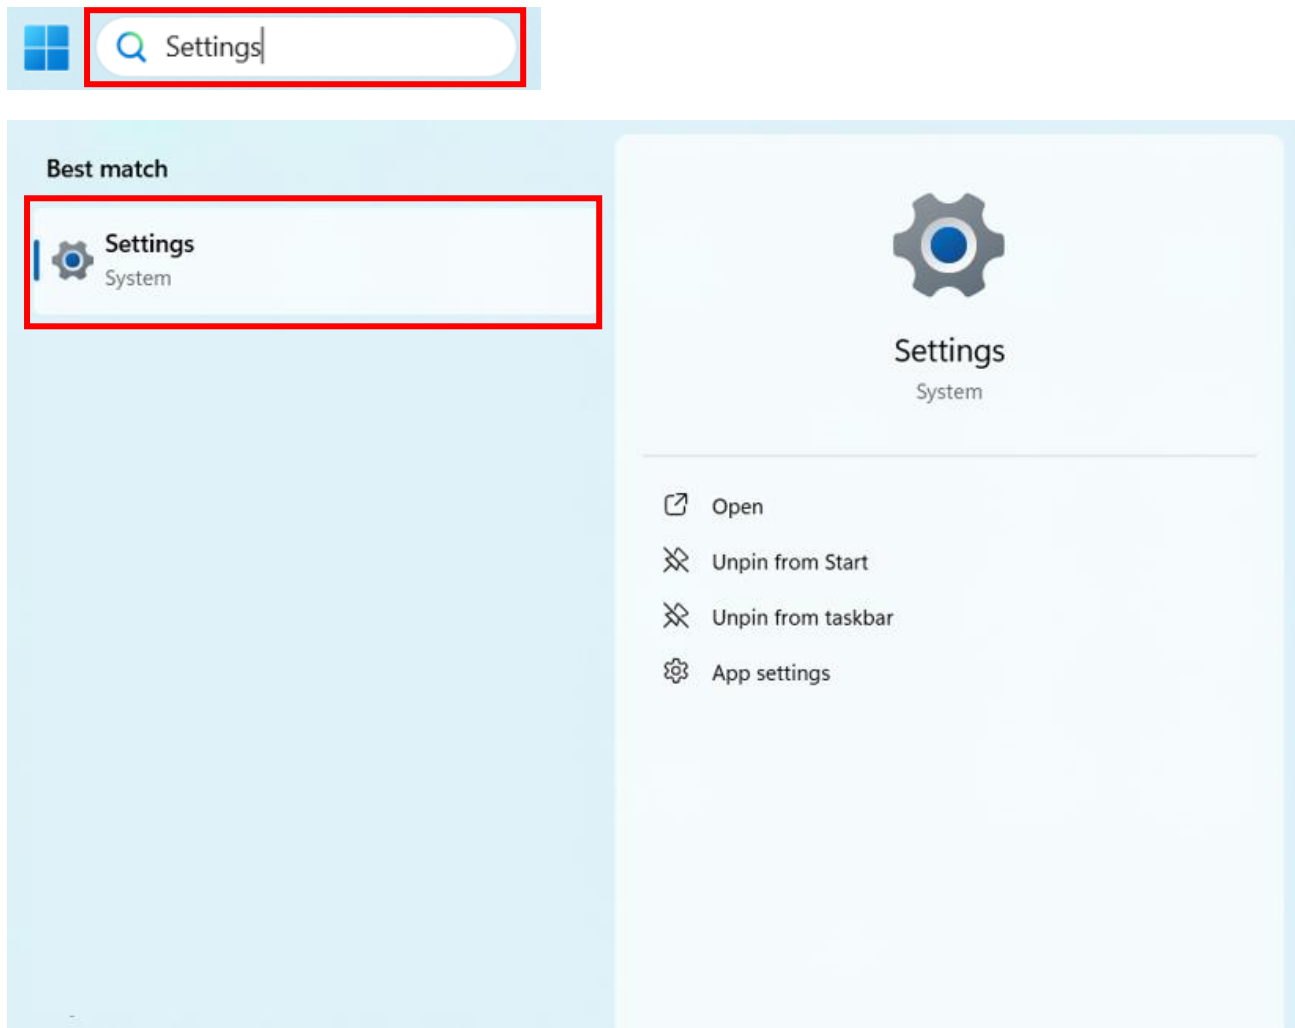 Settings
Best match
Settings
System
Settings
System
Open
Unpin from Start
Unpin from taskbar
App settings